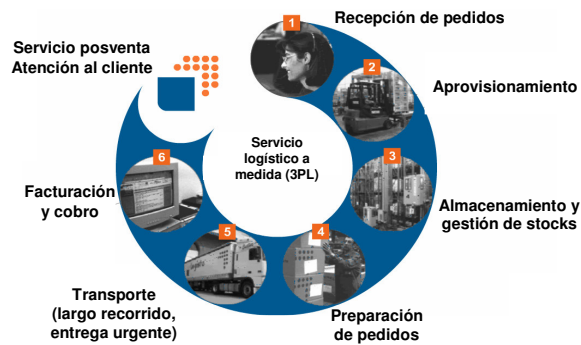 1
Recepción de pedidos
2
Aprovisionamiento
3
Almacenamiento y
gestión de stocks
4
Preparación
de pedidos
5
Transporte
(largo recorrido,
entrega urgente)
6
Facturación
y cobro
Servicio posventa
Atención al cliente
Servicio
logístico a
medida (3PL)